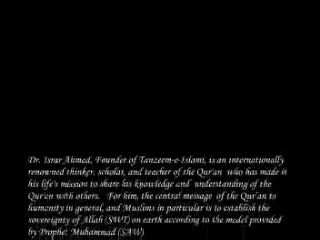 Dr. Israr Ahmed, Founder of Tanzeem-e-Islami, is an internationally
renowned thinker, scholar, and teacher of the Qur'an who has made it
his life's mission to share his knowledge and understanding of the
Qur'an with others. For him, the central message of the Qur'an to
humanity in general, and Muslims in particular is to establish the
sovereignty of Allah (SWT) on earth according to the model provided
by Prophet Muhammad (SAW)